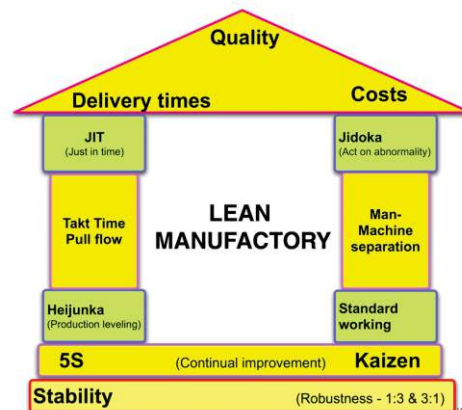 Quality
Delivery times Costs
JIT
(Just in time)
Jidoka
(Act on abnormality)
Takt Time
Pull flow
LEAN
MANUFACTORY
Man-
Machine
separation
Heijunka
(Production leveling)
Standard
working
5S (Continual improvement) Kaizen
Stability (Robustness - 1:3 & 3:1)